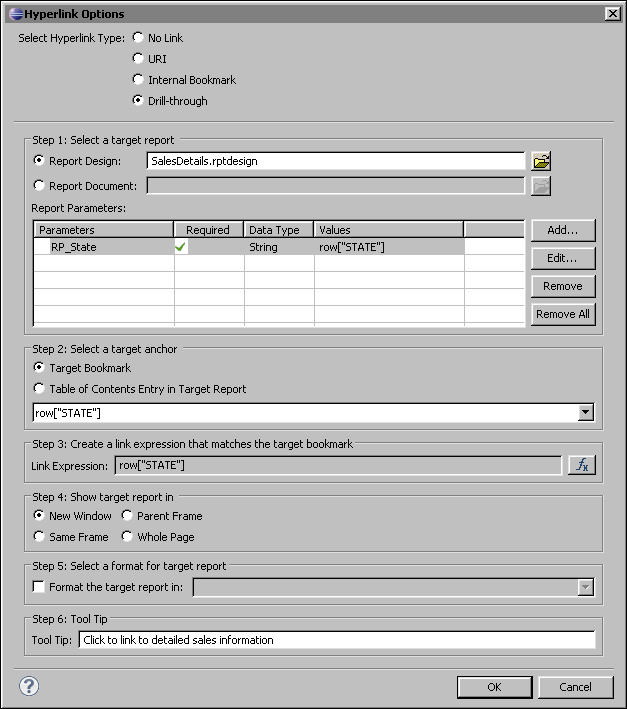 Hyperlink Options
Select Hyperlink Type: No Link
URI
Internal Bookmark
Drill-through
Step 1: Select a target report
Report Design: SalesDetails.rptdesign
Report Document:
Report Parameters:
Parameters Required Data Type Values Add...
RP_State String row["STATE"]
Edit...
Remove
Remove All
Step 2: Select a target anchor
Target Bookmark
Table of Contents Entry in Target Report
row["STATE"]
Step 3: Create a link expression that matches the target bookmark
Link Expression: row["STATE"] fx
Step 4: Show target report in
New Window Parent Frame
Same Frame Whole Page
Step 5: Select a format for target report
Format the target report in:
Step 6: Tool Tip
Tool Tip: Click to link to detailed sales information
? OK Cancel